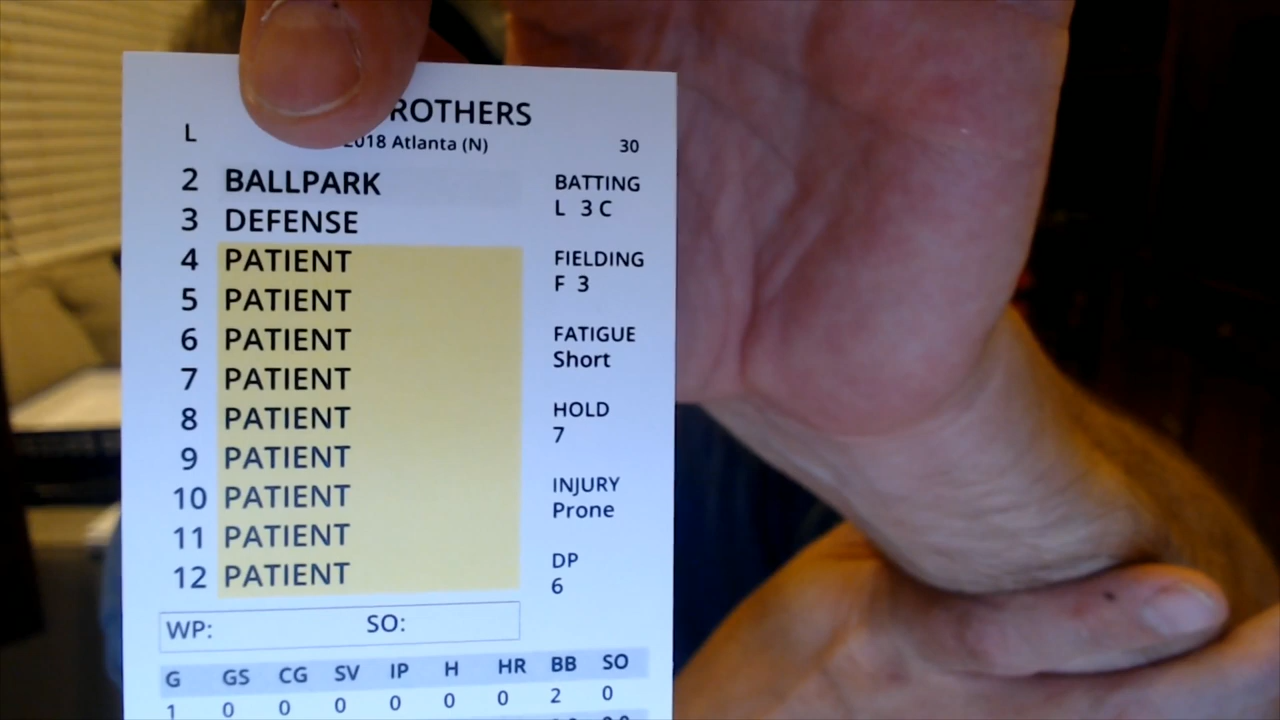 ROTHERS
L 2018 Atlanta (N) 30
2 BALLPARK
BATTING
L 3 C
3 DEFENSE
4 PATIENT
FIELDING
F 3
5 PATIENT
6 PATIENT
FATIGUE
Short
7 PATIENT
8 PATIENT
HOLD
7
9 PATIENT
10 PATIENT
INJURY
Prone
11 PATIENT
12 PATIENT
DP
6
WP: SO:
G GS CG SV IP H HR BB SO
1 0 0 0 0 0 0 2 0